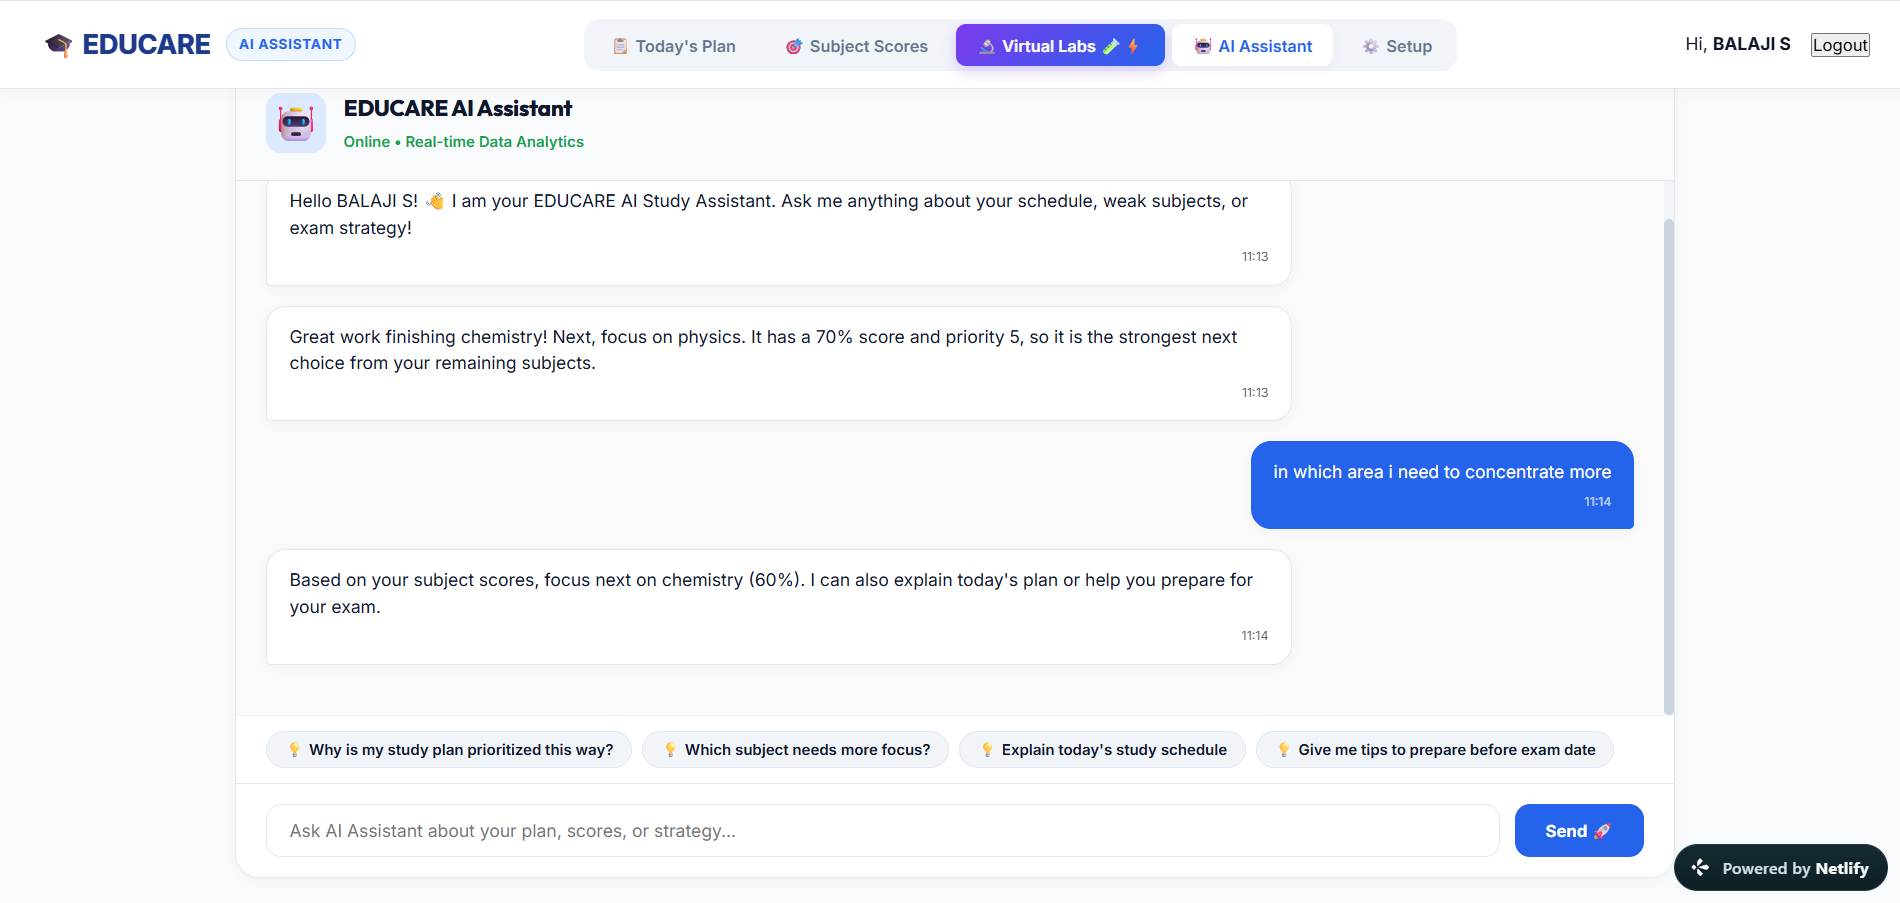 EDUCARE
AI ASSISTANT
Today's Plan
Subject Scores
Virtual Labs
AI Assistant
Setup
Hi, BALAJI S
Logout
EDUCARE AI Assistant
Online • Real-time Data Analytics
Hello BALAJI S! 👋 I am your EDUCARE AI Study Assistant. Ask me anything about your schedule, weak subjects, or
exam strategy!
11:13
Great work finishing chemistry! Next, focus on physics. It has a 70% score and priority 5, so it is the strongest next
choice from your remaining subjects.
11:13
in which area i need to concentrate more
11:14
Based on your subject scores, focus next on chemistry (60%). I can also explain today's plan or help you prepare for
your exam.
11:14
Why is my study plan prioritized this way?
Which subject needs more focus?
Explain today's study schedule
Give me tips to prepare before exam date
Ask AI Assistant about your plan, scores, or strategy...
Send
Powered by Netlify